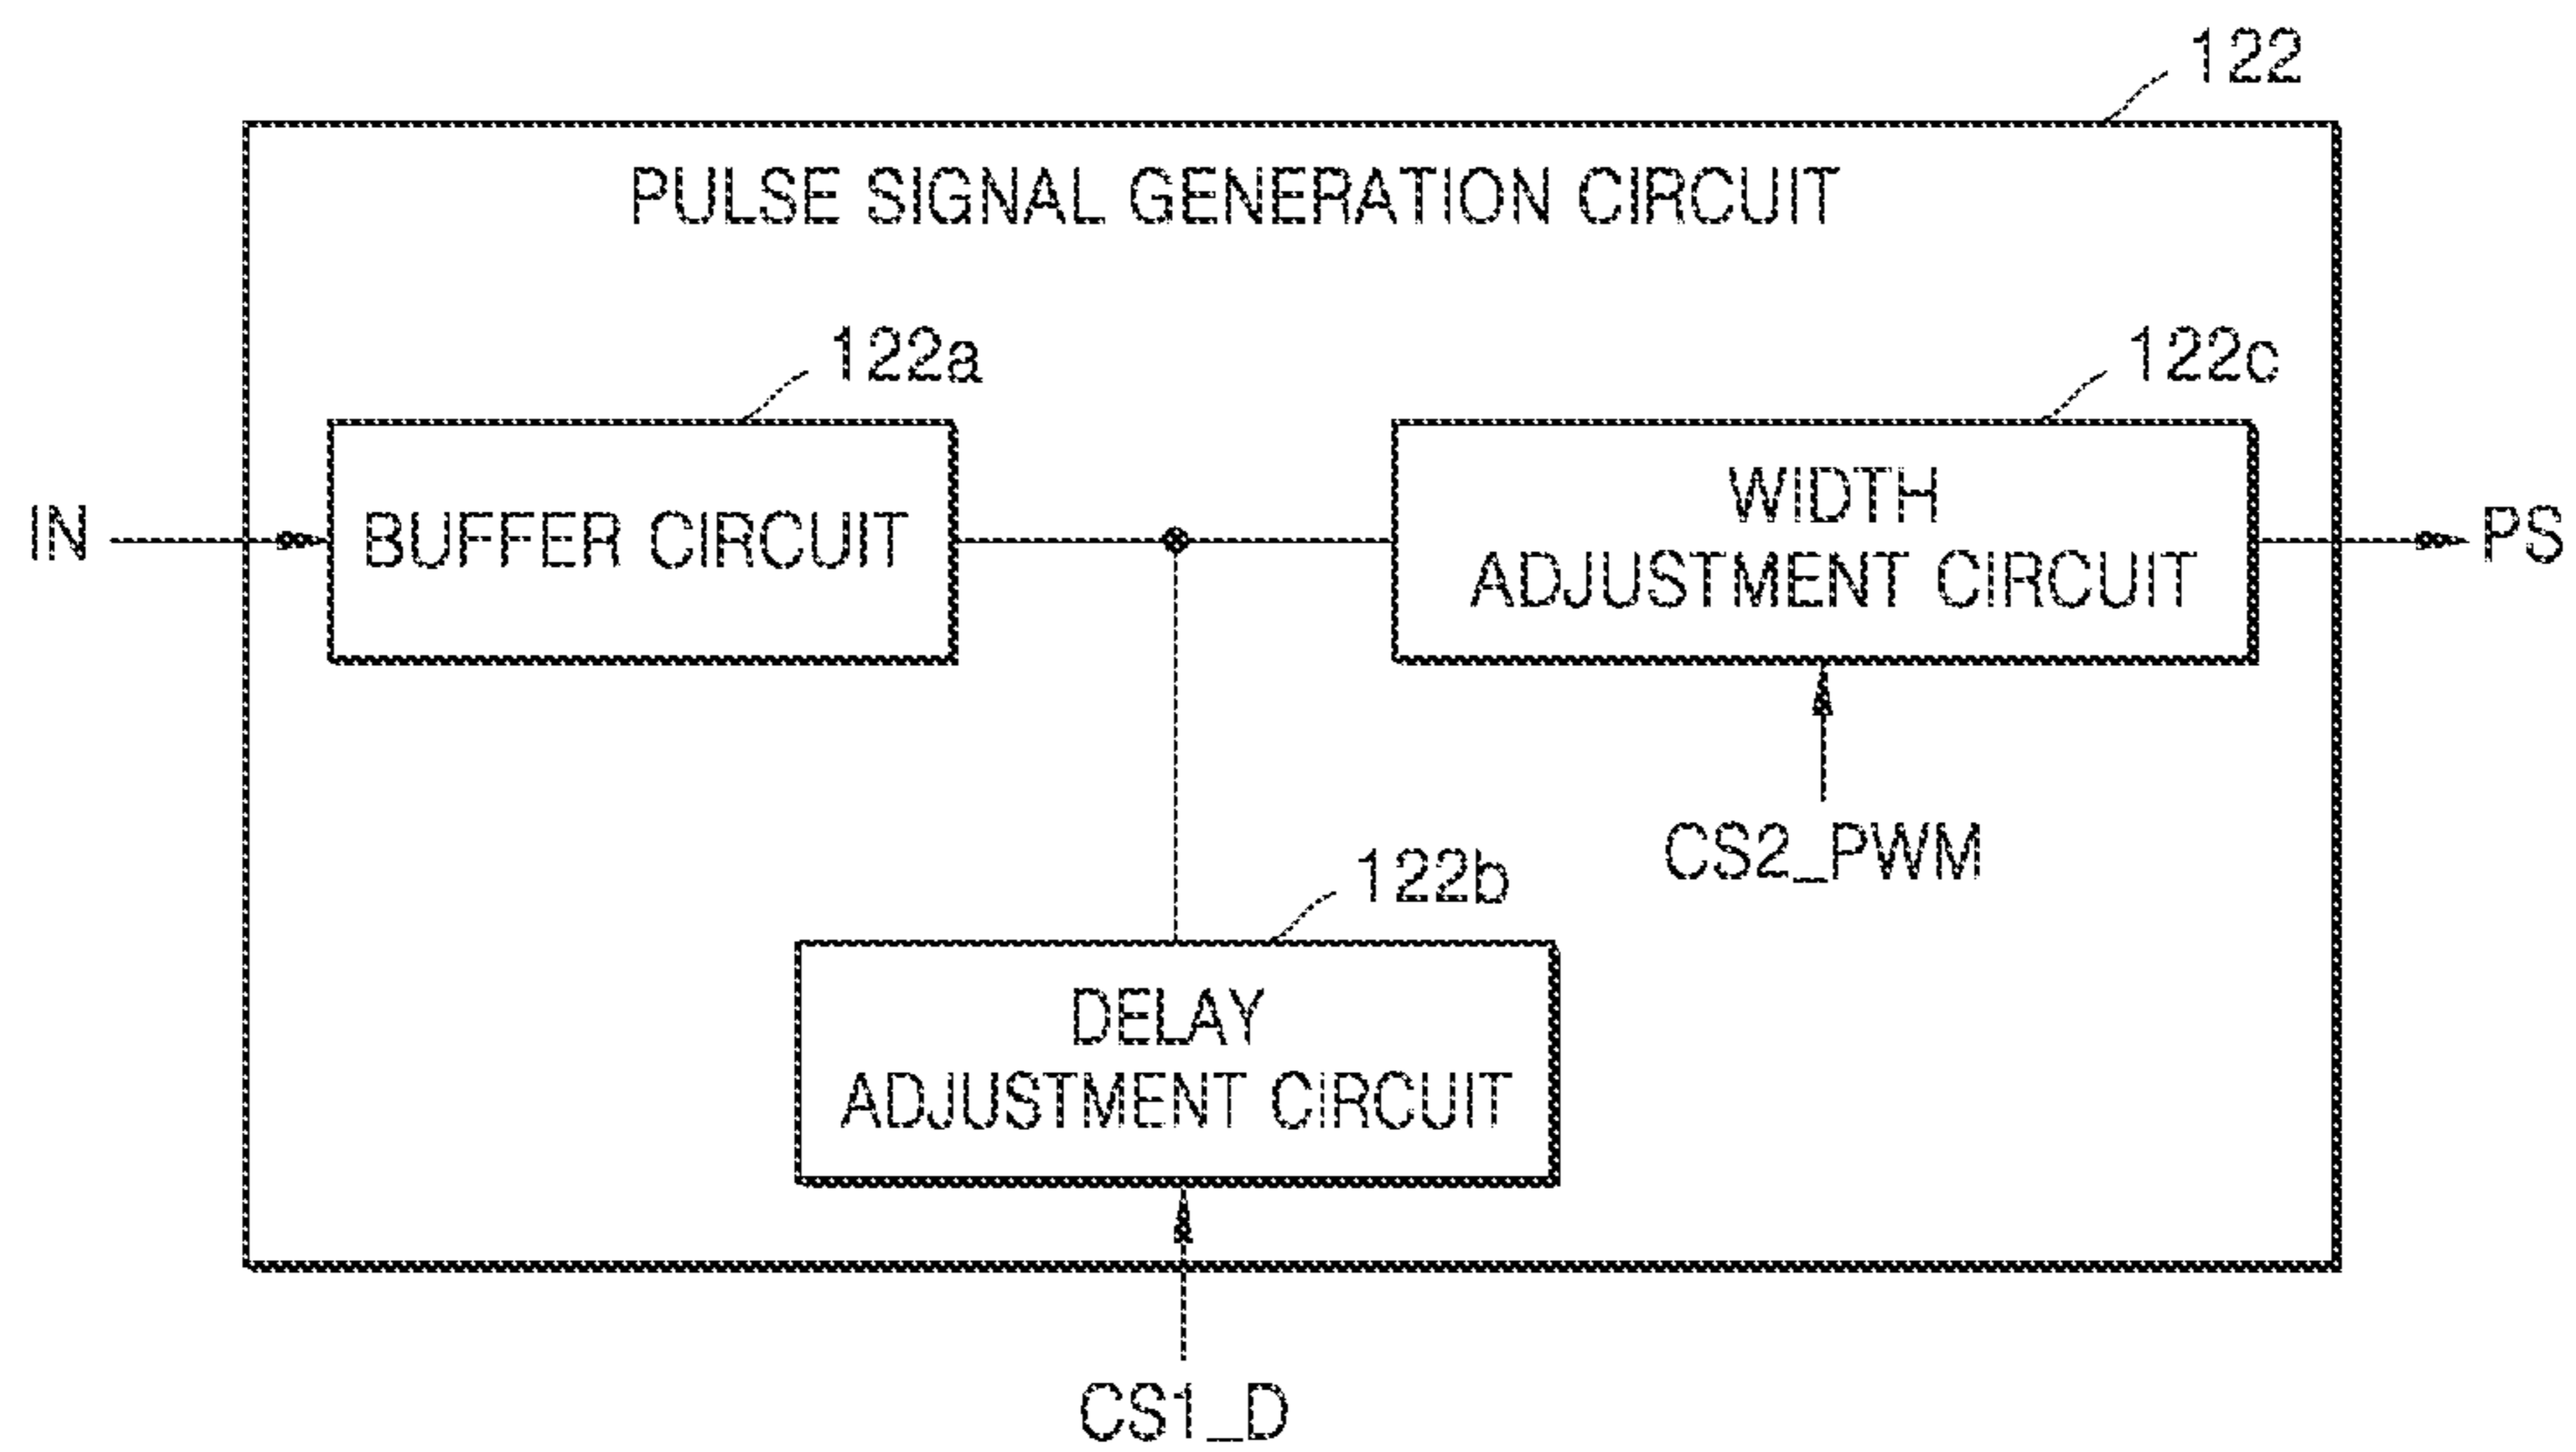 122
PULSE SIGNAL GENERATION CIRCUIT
122a
122c
IN
BUFFER CIRCUIT
WIDTH
ADJUSTMENT CIRCUIT
PS
CS2_PWM
122b
DELAY
ADJUSTMENT CIRCUIT
CS1_D